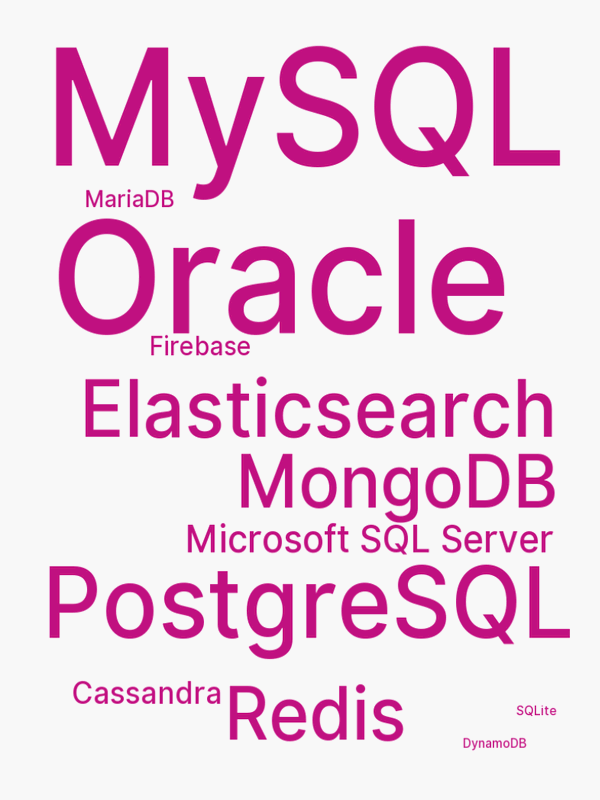 MySQL
MariaDB
Oracle
Firebase
Elasticsearch
MongoDB
Microsoft SQL Server
PostgreSQL
Cassandra
Redis
SQLite
DynamoDB